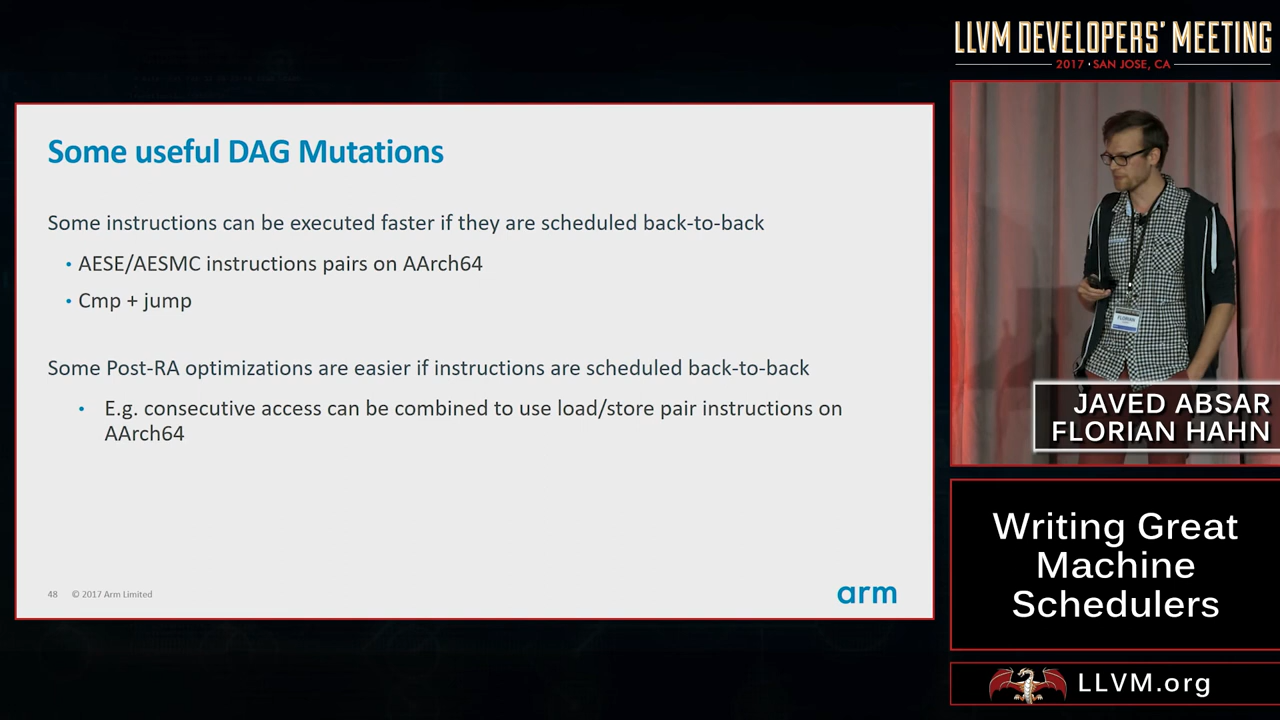 LLVM DEVELOPERS' MEETING
2017 · SAN JOSE, CA
Some useful DAG Mutations
Some instructions can be executed faster if they are scheduled back-to-back
• AESE/AESMC instructions pairs on AArch64
• Cmp + jump
Some Post-RA optimizations are easier if instructions are scheduled back-to-back
• E.g. consecutive access can be combined to use load/store pair instructions on
AArch64
48 © 2017 Arm Limited
arm
FLORIAN
JAVED ABSAR
FLORIAN HAHN
Writing Great
Machine
Schedulers
LLVM.org